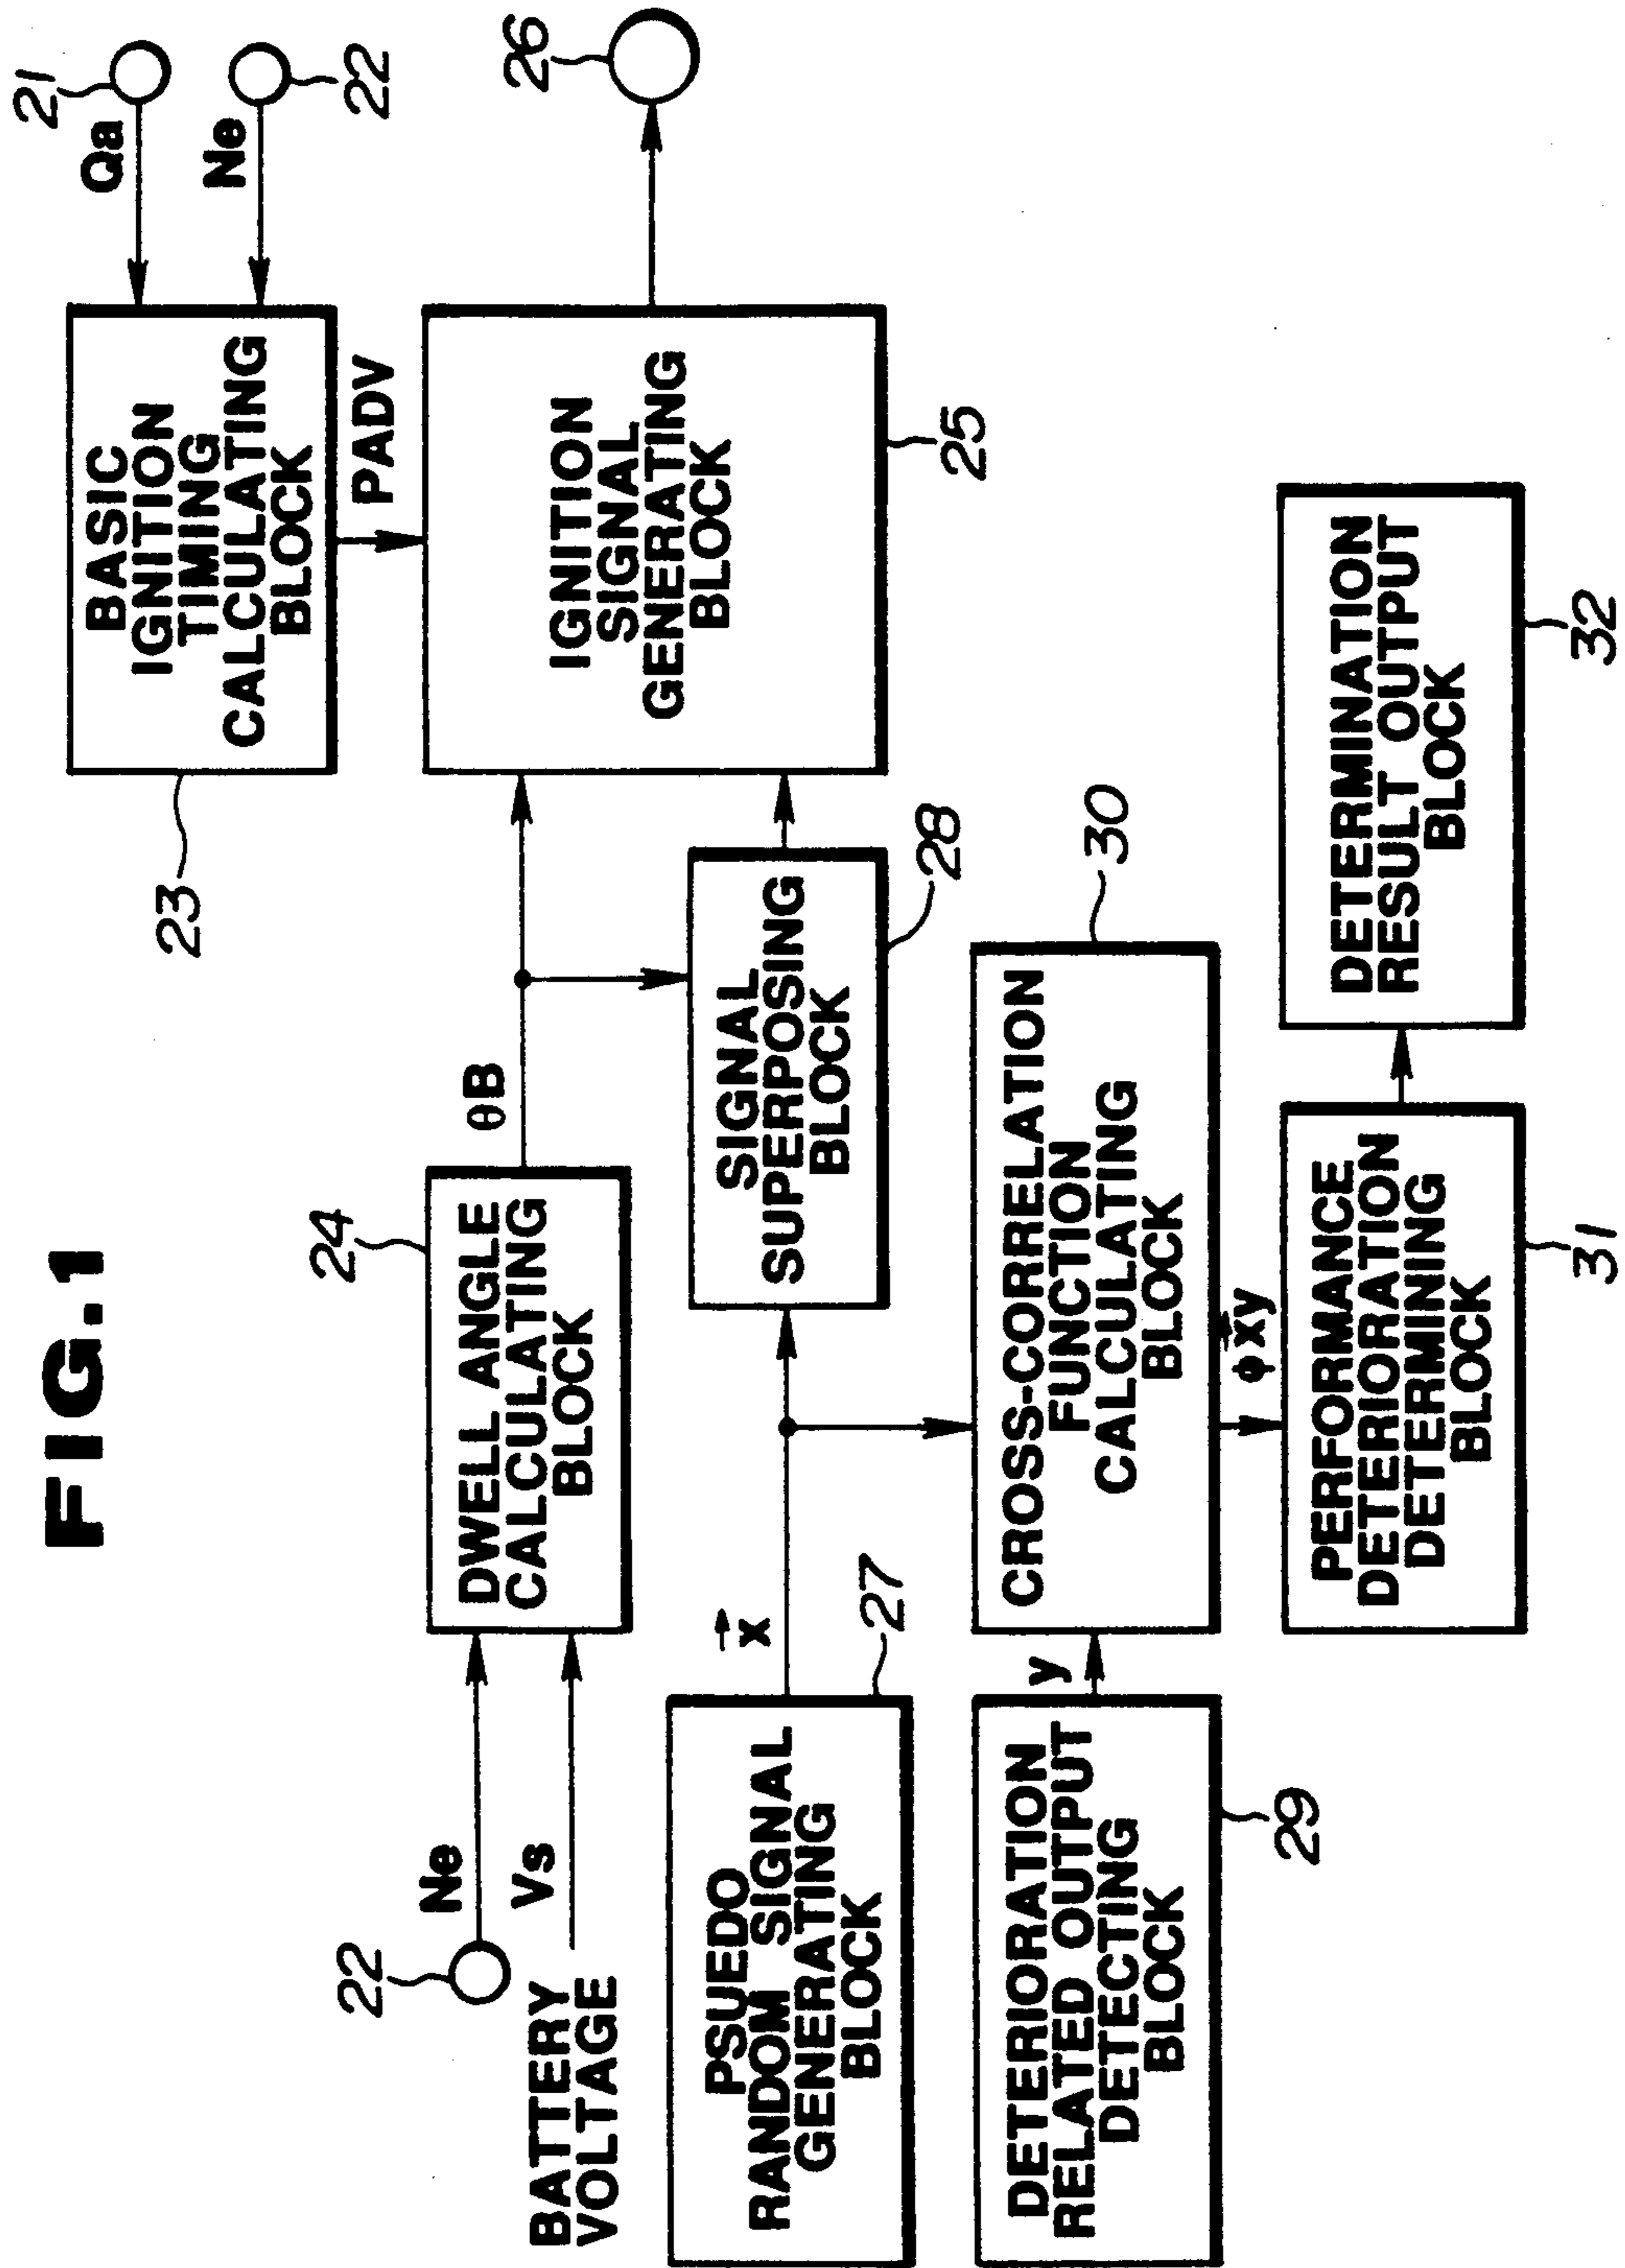 FIG.1
21
Qa
Ne
22
BASIC
IGNITION
TIMING
CALCULATING
BLOCK
23
PADV
26
22
Ne
Vs
BATTERY
VOLTAGE
24
DWELL ANGLE
CALCULATING
BLOCK
θB
IGNITION
SIGNAL
GENERATING
BLOCK
25
PSUEDO
RANDOM SIGNAL
GENERATING
BLOCK
27
x⃗
SIGNAL
SUPERPOSING
BLOCK
28
DETERIORATION
RELATED OUTPUT
DETECTING
BLOCK
29
y
CROSS-CORRELATION
FUNCTION
CALCULATING
BLOCK
30
ϕx⃗y
PERFORMANCE
DETERIORATION
DETERMINING
BLOCK
31
DETERMINATION
RESULT OUTPUT
BLOCK
32